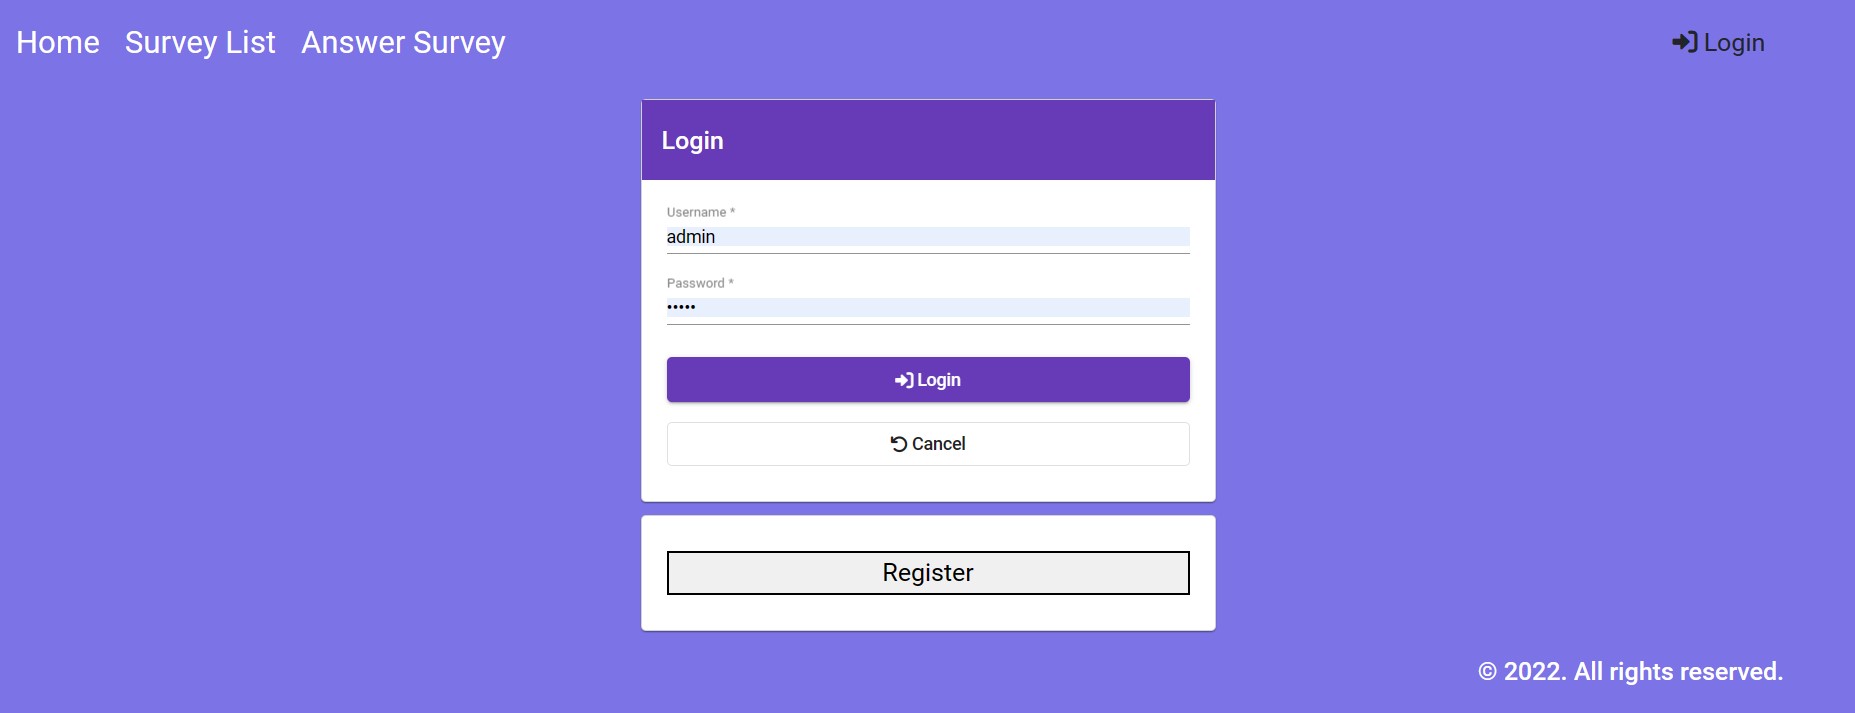 Home Survey List Answer Survey Login
Login
Username *
admin
Password *
•••••
Login
Cancel
Register
© 2022. All rights reserved.